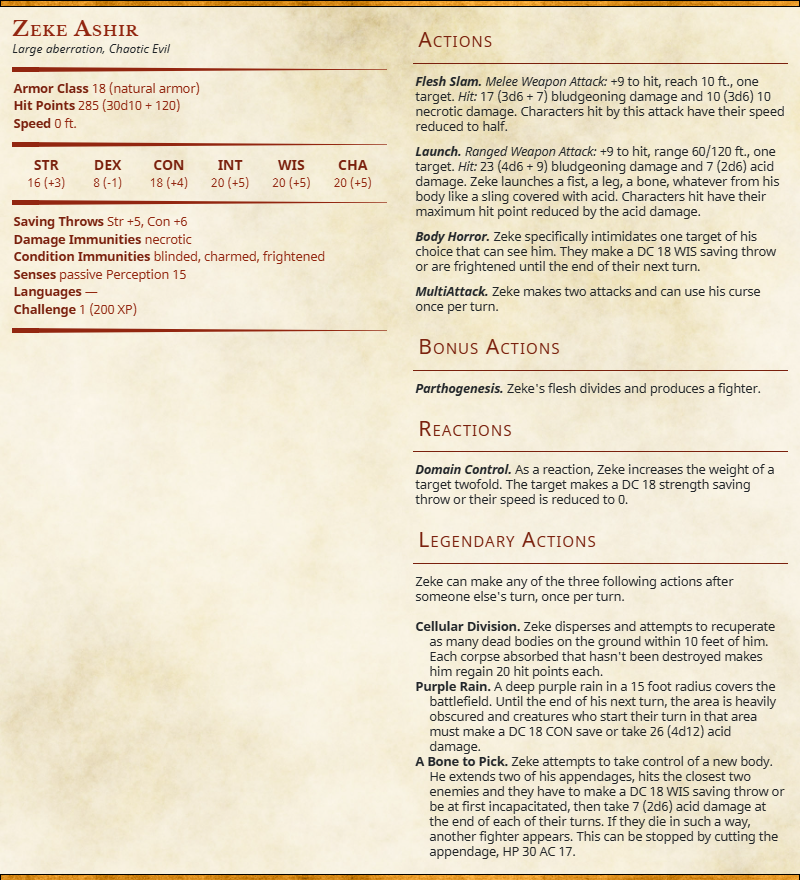 Zeke Ashir
Large aberration, Chaotic Evil
Armor Class 18 (natural armor)
Hit Points 285 (30d10 + 120)
Speed 0 ft.
STR DEX CON INT WIS CHA
16 (+3) 8 (-1) 18 (+4) 20 (+5) 20 (+5) 20 (+5)
Saving Throws Str +5, Con +6
Damage Immunities necrotic
Condition Immunities blinded, charmed, frightened
Senses passive Perception 15
Languages —
Challenge 1 (200 XP)
Actions
Flesh Slam. Melee Weapon Attack: +9 to hit, reach 10 ft., one
target. Hit: 17 (3d6 + 7) bludgeoning damage and 10 (3d6) 10
necrotic damage. Characters hit by this attack have their speed
reduced to half.
Launch. Ranged Weapon Attack: +9 to hit, range 60/120 ft., one
target. Hit: 23 (4d6 + 9) bludgeoning damage and 7 (2d6) acid
damage. Zeke launches a fist, a leg, a bone, whatever from his
body like a sling covered with acid. Characters hit have their
maximum hit point reduced by the acid damage.
Body Horror. Zeke specifically intimidates one target of his
choice that can see him. They make a DC 18 WIS saving throw
or are frightened until the end of their next turn.
MultiAttack. Zeke makes two attacks and can use his curse
once per turn.
Bonus Actions
Parthogenesis. Zeke's flesh divides and produces a fighter.
Reactions
Domain Control. As a reaction, Zeke increases the weight of a
target twofold. The target makes a DC 18 strength saving
throw or their speed is reduced to 0.
Legendary Actions
Zeke can make any of the three following actions after
someone else's turn, once per turn.
Cellular Division. Zeke disperses and attempts to recuperate
as many dead bodies on the ground within 10 feet of him.
Each corpse absorbed that hasn't been destroyed makes
him regain 20 hit points each.
Purple Rain. A deep purple rain in a 15 foot radius covers the
battlefield. Until the end of his next turn, the area is heavily
obscured and creatures who start their turn in that area
must make a DC 18 CON save or take 26 (4d12) acid
damage.
A Bone to Pick. Zeke attempts to take control of a new body.
He extends two of his appendages, hits the closest two
enemies and they have to make a DC 18 WIS saving throw or
be at first incapacitated, then take 7 (2d6) acid damage at
the end of each of their turns. If they die in such a way,
another fighter appears. This can be stopped by cutting the
appendage, HP 30 AC 17.